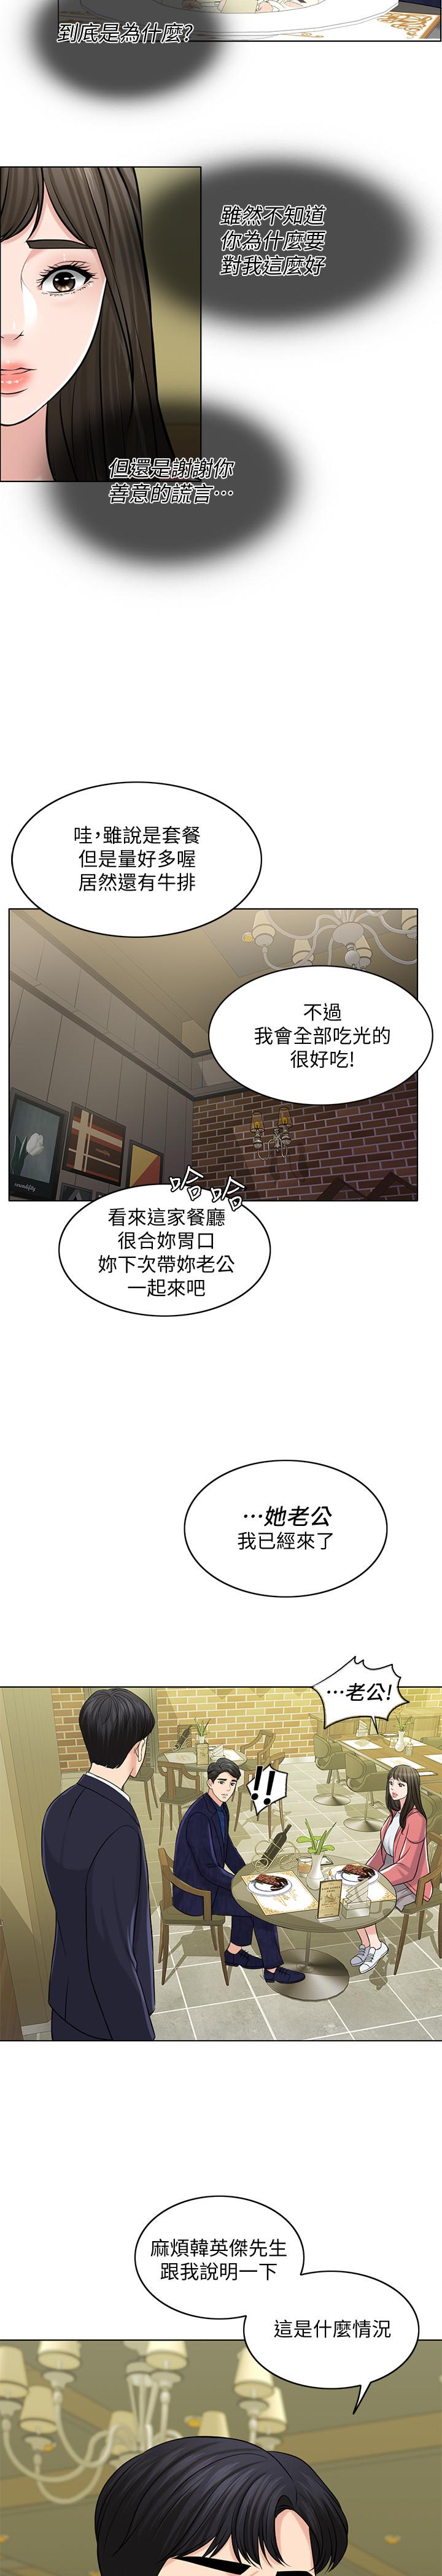 到底是為什麼?
雖然不知道
你為什麼要
對我這麼好
但還是謝謝你
善意的謊言…
哇,雖說是套餐
但是量好多喔
居然還有牛排
不過
我會全部吃光的
很好吃!
哈 哈
看來這家餐廳
很合妳胃口
妳下次帶妳老公
一起來吧
…她老公
我已經來了
…老公!
!!
麻煩韓英傑先生
跟我說明一下
這是什麼情況